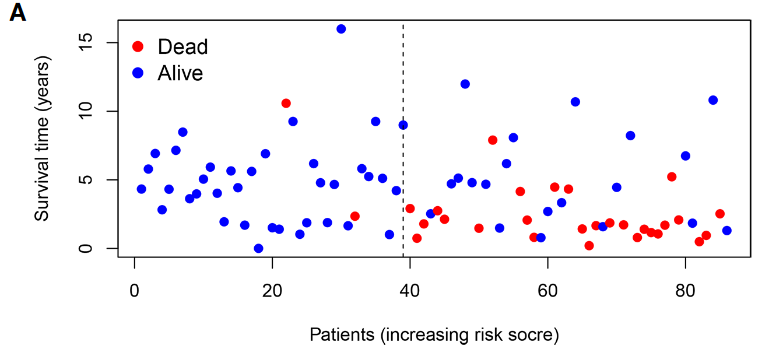 A
Dead
Alive
Survival time (years)
15
10
5
0
0 20 40 60 80
Patients (increasing risk socre)